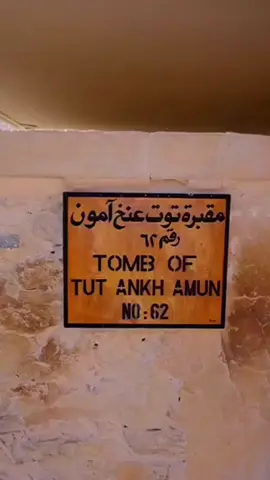 مقبرة توت عنخ آمون
رقم ٦٢
TOMB OF
TUT ANKH AMUN
NO: 62